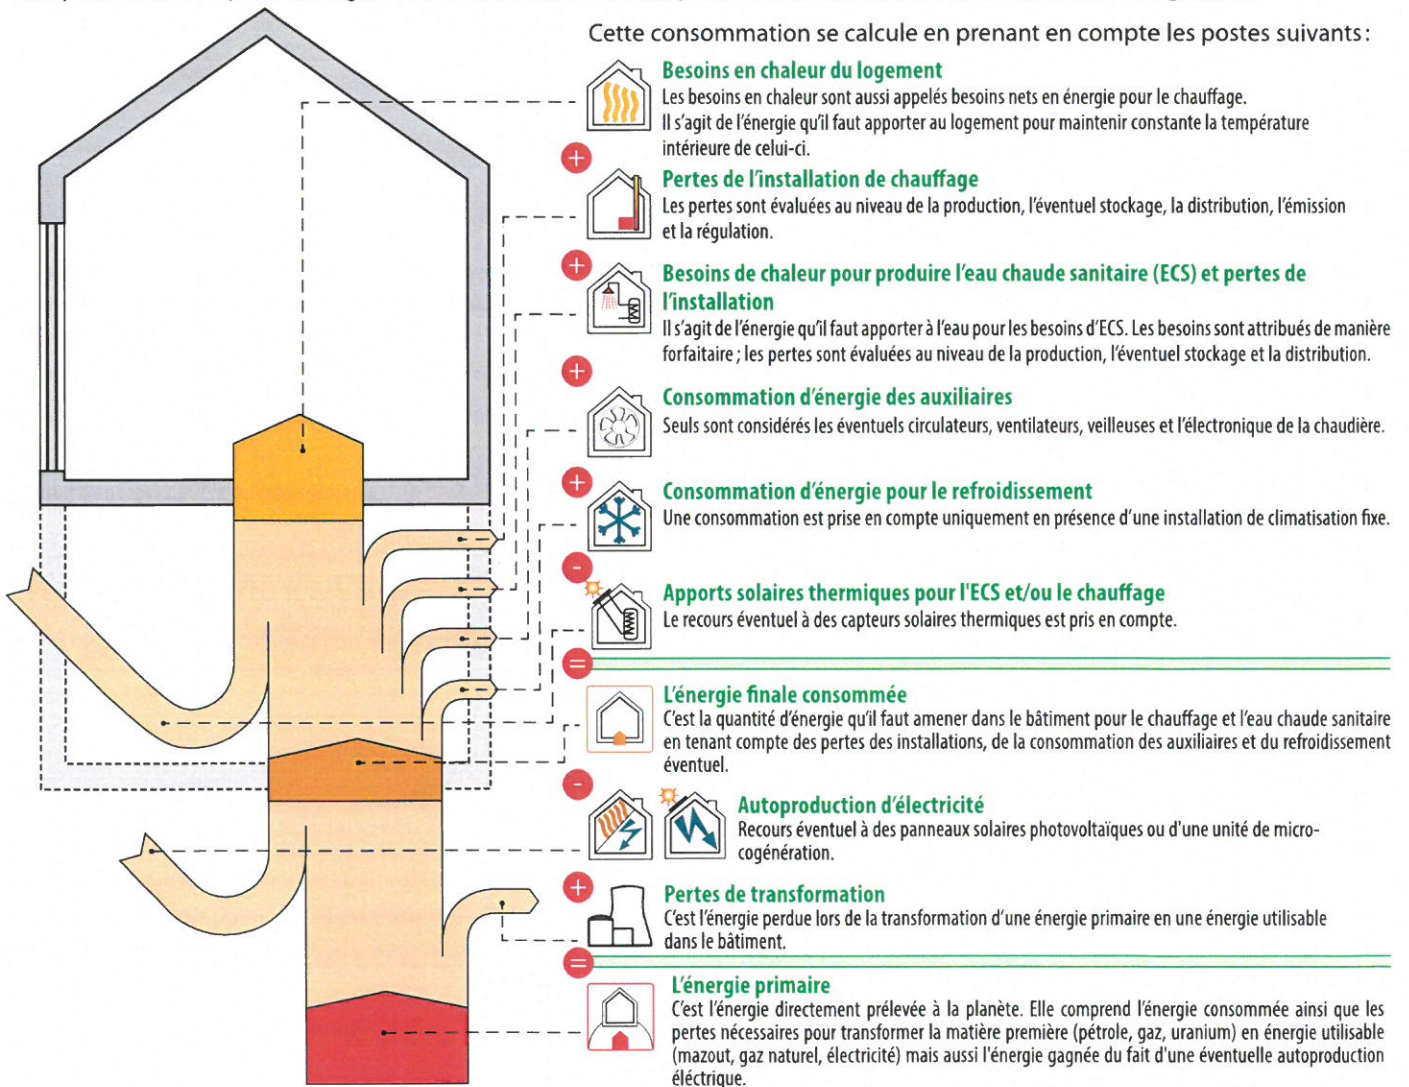 Cette consommation se calcule en prenant en compte les postes suivants :
Besoins en chaleur du logement
Les besoins en chaleur sont aussi appelés besoins nets en énergie pour le chauffage.
Il s'agit de l'énergie qu'il faut apporter au logement pour maintenir constante la température
intérieure de celui-ci.
+
Pertes de l'installation de chauffage
Les pertes sont évaluées au niveau de la production, l'éventuel stockage, la distribution, l'émission
et la régulation.
+
Besoins de chaleur pour produire l'eau chaude sanitaire (ECS) et pertes de
l'installation
Il s'agit de l'énergie qu'il faut apporter à l'eau pour les besoins d'ECS. Les besoins sont attribués de manière
forfaitaire ; les pertes sont évaluées au niveau de la production, l'éventuel stockage et la distribution.
+
Consommation d'énergie des auxiliaires
Seuls sont considérés les éventuels circulateurs, ventilateurs, veilleuses et l'électronique de la chaudière.
+
Consommation d'énergie pour le refroidissement
Une consommation est prise en compte uniquement en présence d'une installation de climatisation fixe.
-
Apports solaires thermiques pour l'ECS et/ou le chauffage
Le recours éventuel à des capteurs solaires thermiques est pris en compte.
=
L'énergie finale consommée
C'est la quantité d'énergie qu'il faut amener dans le bâtiment pour le chauffage et l'eau chaude sanitaire
en tenant compte des pertes des installations, de la consommation des auxiliaires et du refroidissement
éventuel.
-
Autoproduction d'électricité
Recours éventuel à des panneaux solaires photovoltaïques ou d'une unité de micro-
cogénération.
+
Pertes de transformation
C'est l'énergie perdue lors de la transformation d'une énergie primaire en une énergie utilisable
dans le bâtiment.
=
L'énergie primaire
C'est l'énergie directement prélevée à la planète. Elle comprend l'énergie consommée ainsi que les
pertes nécessaires pour transformer la matière première (pétrole, gaz, uranium) en énergie utilisable
(mazout, gaz naturel, électricité) mais aussi l'énergie gagnée du fait d'une éventuelle autoproduction
éléctrique.